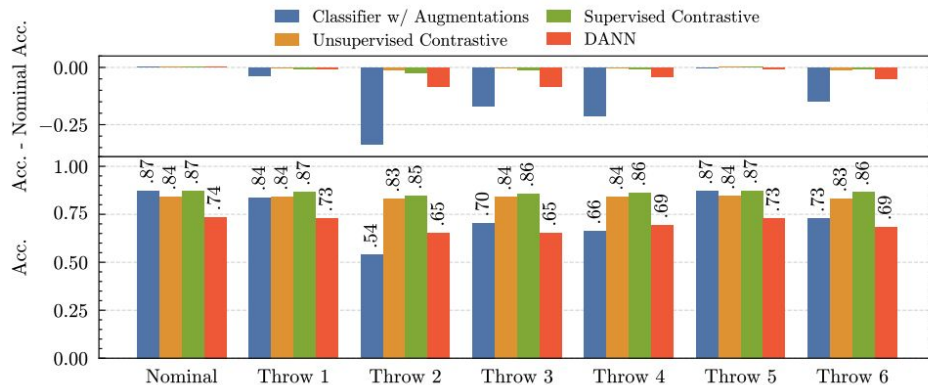 Classifier w/ Augmentations
Supervised Contrastive
Unsupervised Contrastive
DANN
Acc. - Nominal Acc.
0.00
−0.25
Acc.
1.00
0.75
0.50
0.25
0.00
.87 .84 .87 .74
.84 .84 .87 .73
.54 .83 .85 .65
.70 .84 .86 .65
.66 .84 .86 .69
.87 .84 .87 .73
.73 .83 .86 .69
Nominal Throw 1 Throw 2 Throw 3 Throw 4 Throw 5 Throw 6